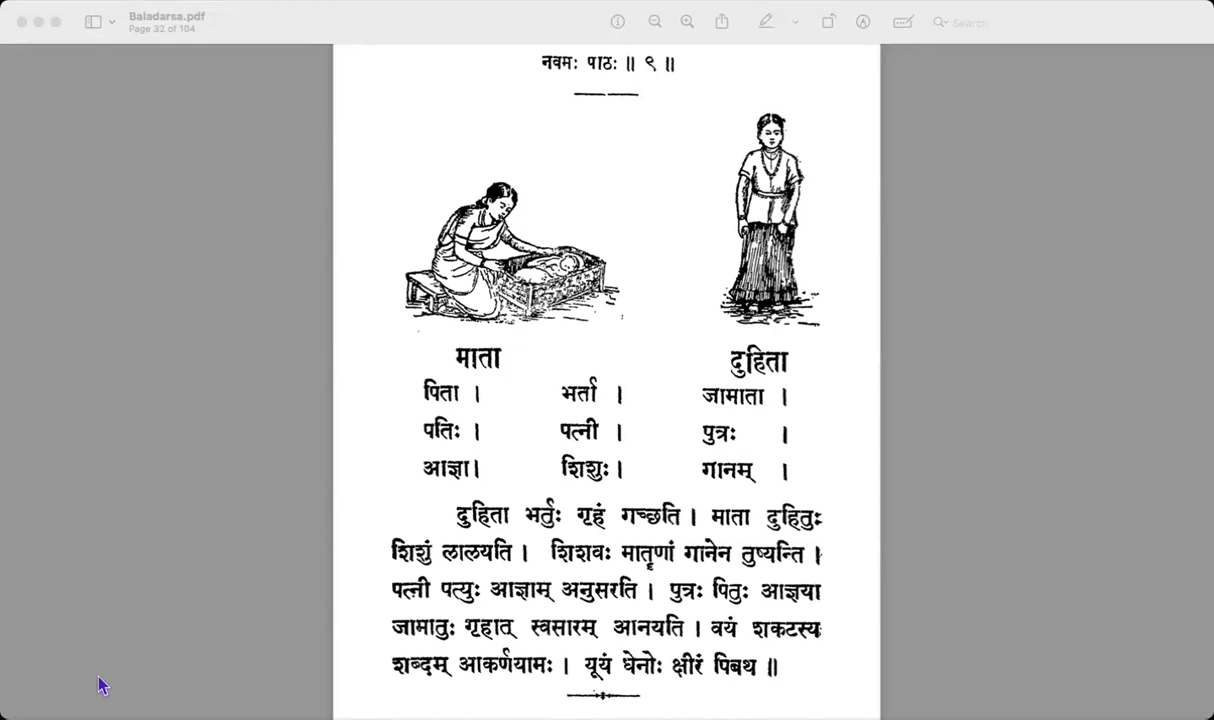 Baladarsa.pdf
Page 32 of 104
Search
नवमः पाठः ॥ ९ ॥
माता दुहिता
पिता । भर्ता । जामाता ।
पतिः । पत्नी । पुत्रः ।
आज्ञा। शिशुः। गानम् ।
दुहिता भर्तुः गृहं गच्छति । माता दुहितुः
शिशुं लालयति । शिशवः मातॄणां गानेन तुष्यन्ति ।
पत्नी पत्युः आज्ञाम् अनुसरति । पुत्रः पितुः आज्ञया
जामातुः गृहात् स्वसारम् आनयति । वयं शकटस्य
शब्दम् आकर्णयामः । यूयं धेनोः क्षीरं पिबथ ॥